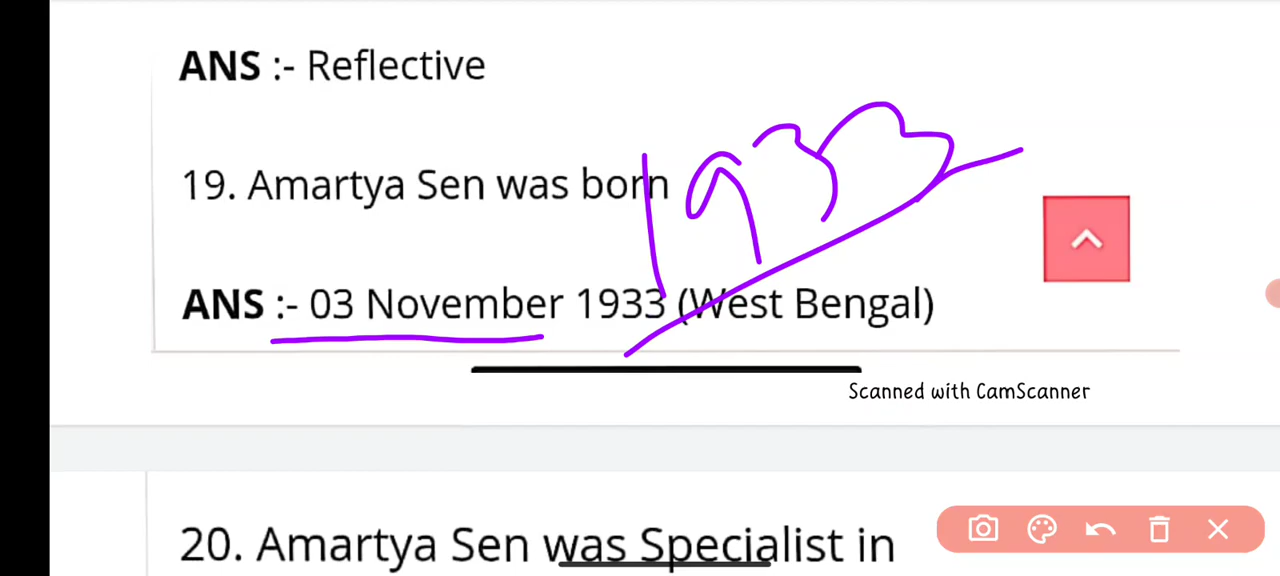 ANS :- Reflective
19. Amartya Sen was born
1933
ANS :- 03 November 1933 (West Bengal)
Scanned with CamScanner
20. Amartya Sen was Specialist in